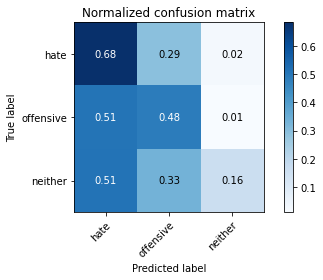 Normalized confusion matrix
True label
hate
0.68 0.29 0.02
offensive
0.51 0.48 0.01
neither
0.51 0.33 0.16
hate offensive neither
Predicted label
0.6
0.5
0.4
0.3
0.2
0.1